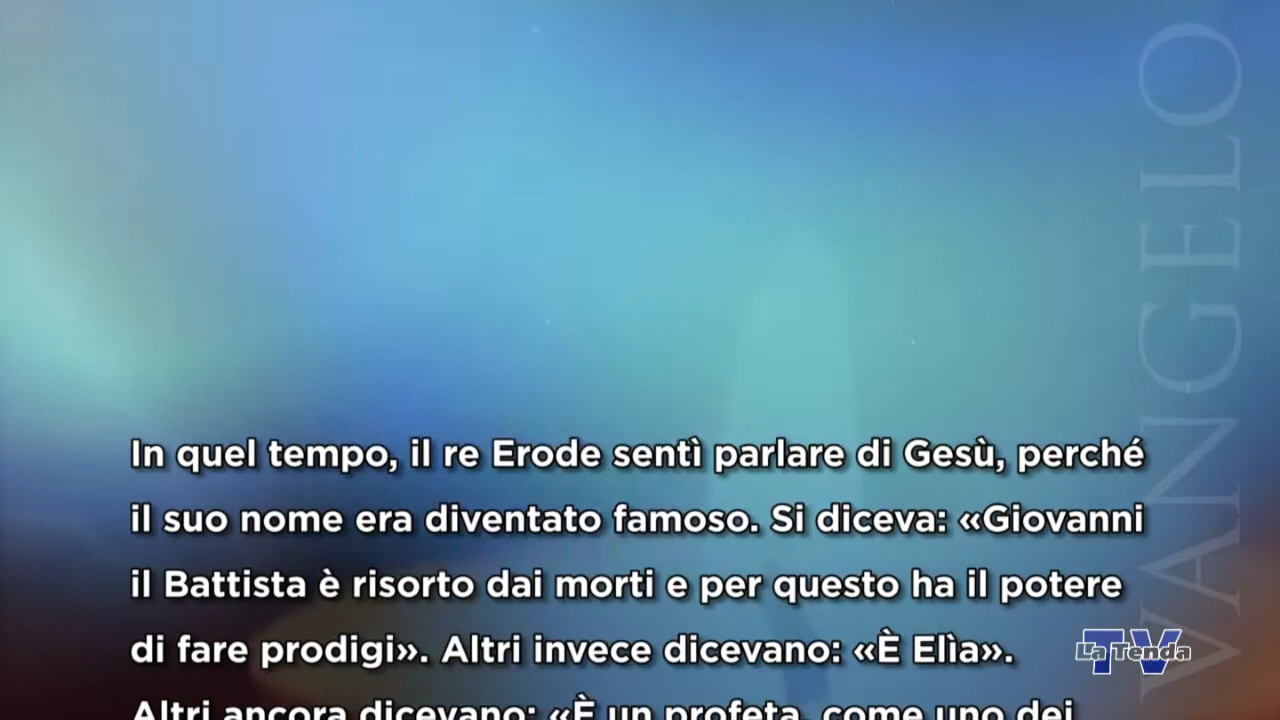 In quel tempo, il re Erode sentì parlare di Gesù, perché
il suo nome era diventato famoso. Si diceva: «Giovanni
il Battista è risorto dai morti e per questo ha il potere
di fare prodigi». Altri invece dicevano: «È Elìa».
Altri ancora dicevano: «È un profeta, come uno dei
VANGELO
TV
La Tenda